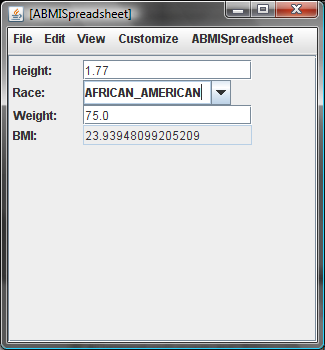 [ABMISpreadsheet]
File Edit View Customize ABMISpreadsheet
Height: 1.77
Race: AFRICAN_AMERICAN
Weight: 75.0
BMI: 23.93948099205209